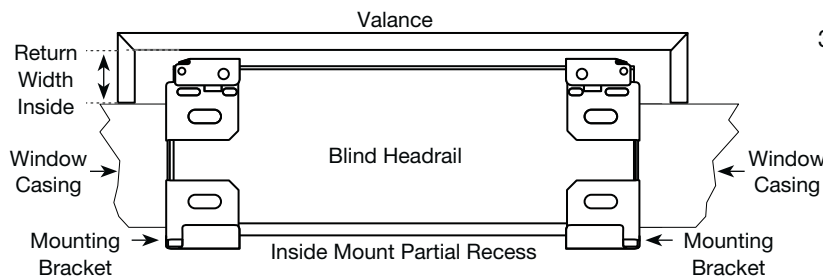 Valance
Return
Width
Inside
Blind Headrail
Window
Casing
Window
Casing
Mounting
Bracket
Inside Mount Partial Recess
Mounting
Bracket